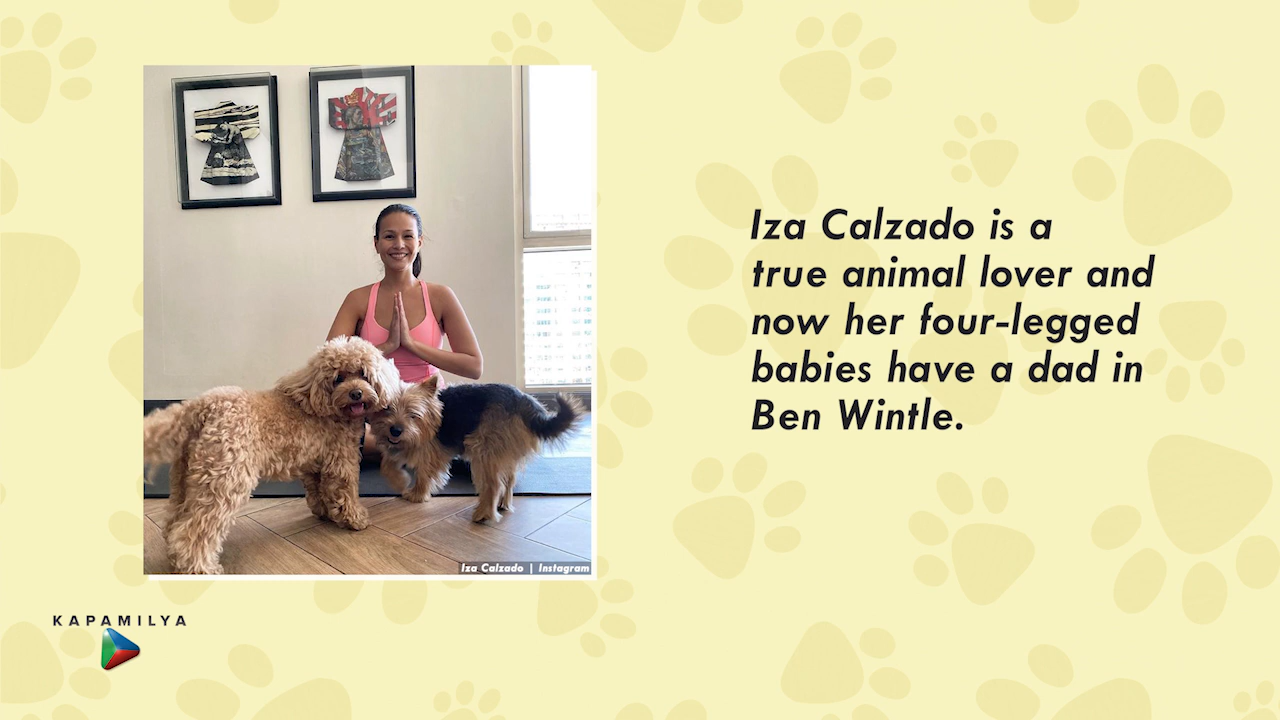 Iza Calzado is a
true animal lover and
now her four-legged
babies have a dad in
Ben Wintle.
Iza Calzado | Instagram
KAPAMILYA